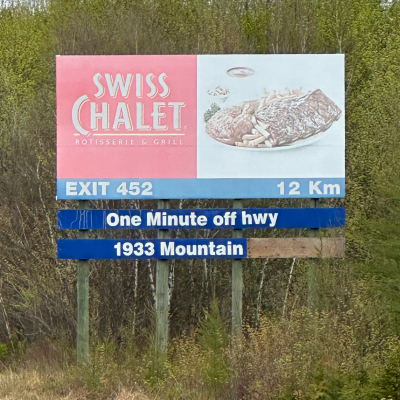 SWISS
CHALET
ROTISSERIE & GRILL
EXIT 452 12 Km
One Minute off hwy
1933 Mountain